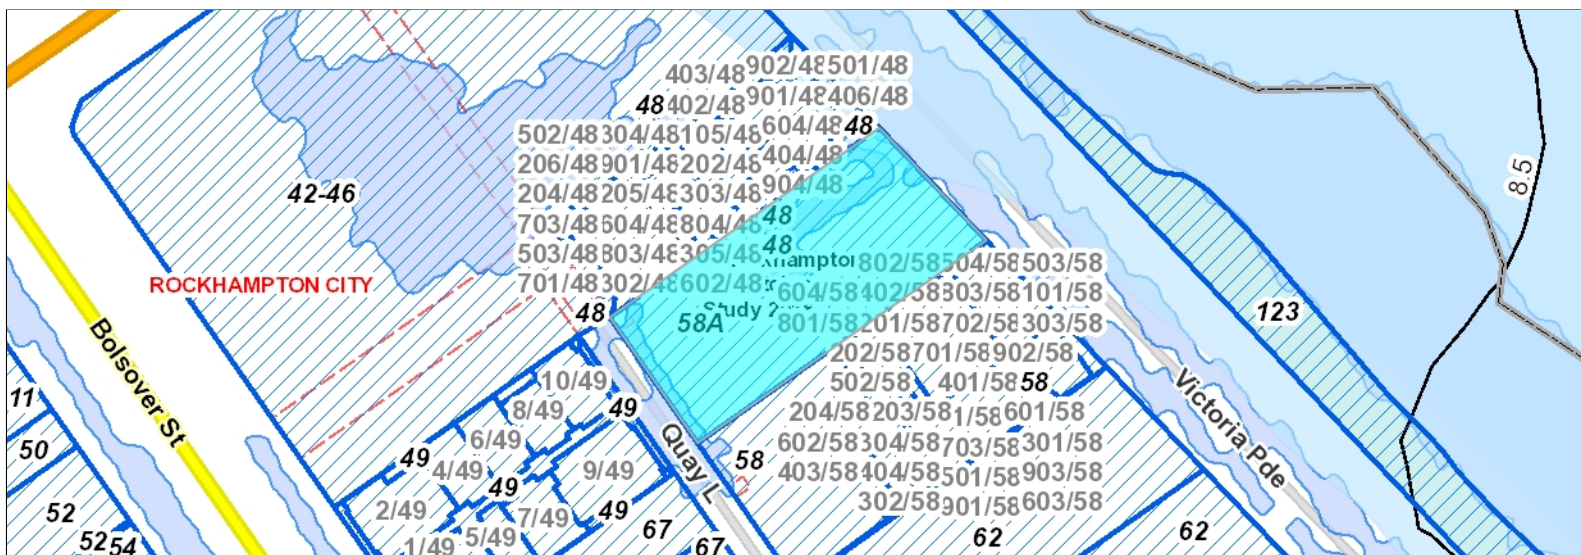 403/48 902/48 501/48
48 402/48 901/48 406/48
502/48 304/48 105/48 604/48 48
206/48 901/48 202/48 404/48
42-46 204/48 205/48 303/48 904/48
703/48 604/48 804/48 48
503/48 803/48 305/48 48
ROCKHAMPTON CITY 701/48 302/48 602/48 802/58 504/58 503/58
604/58 402/58 303/58 101/58
48 58A Study 801/58 201/58 702/58 303/58 123
8.5
202/58 701/58 902/58
Bolsover St
10/49 502/58 401/58 58
11 8/49 49 204/58 203/58 1/58 601/58
Victoria Pde
6/49 602/58 304/58 703/58 301/58
50 49 4/49 9/49 Quay L 58 403/58 404/58 501/58 903/58
49
2/49 7/49 49 302/58 901/58 603/58
52 67 62 62
52 54 1/49 5/49 67